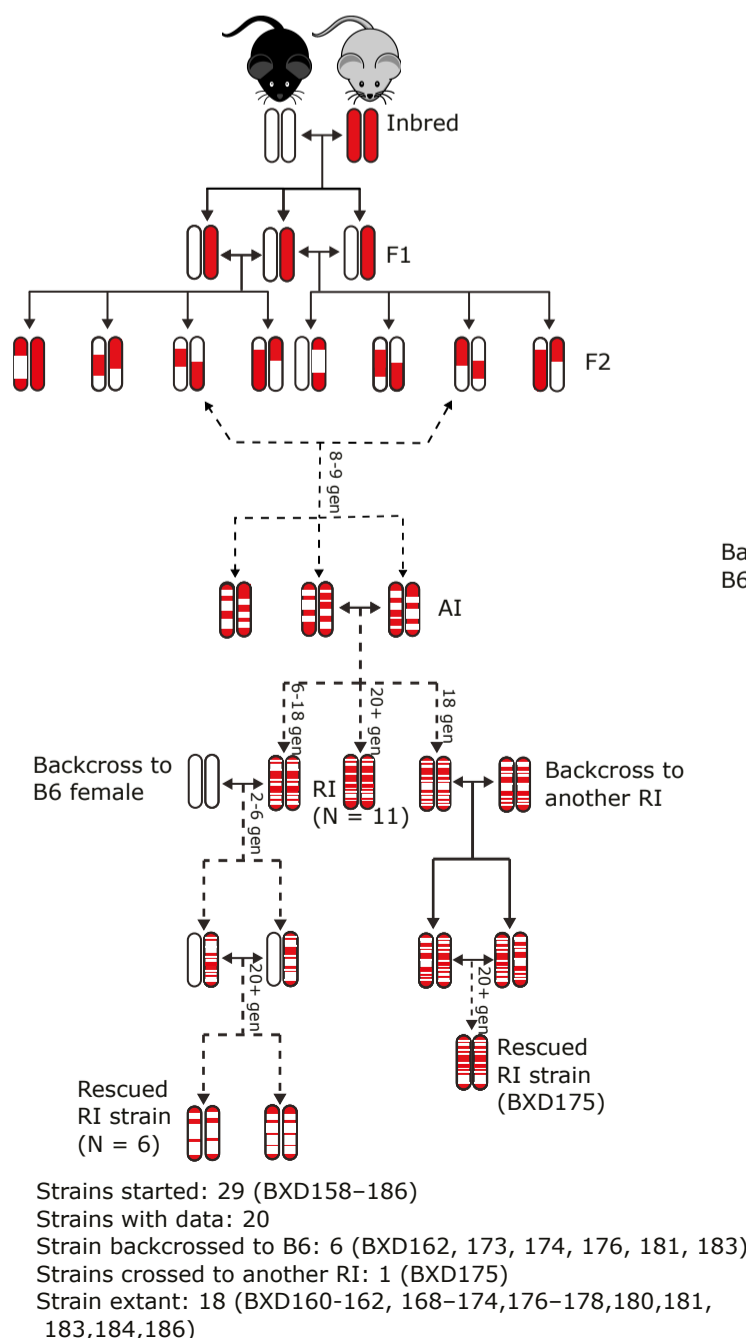 Inbred
F1
F2
8-9 gen
Ba
B6
AI
6-18 gen
20+ gen
18 gen
Backcross to
B6 female
RI
(N = 11)
Backcross to
another RI
2-6 gen
20+ gen
20+ gen
Rescued
RI strain
(BXD175)
Rescued
RI strain
(N = 6)
Strains started: 29 (BXD158–186)
Strains with data: 20
Strain backcrossed to B6: 6 (BXD162, 173, 174, 176, 181, 183)
Strains crossed to another RI: 1 (BXD175)
Strain extant: 18 (BXD160-162, 168–174,176–178,180,181,
183,184,186)